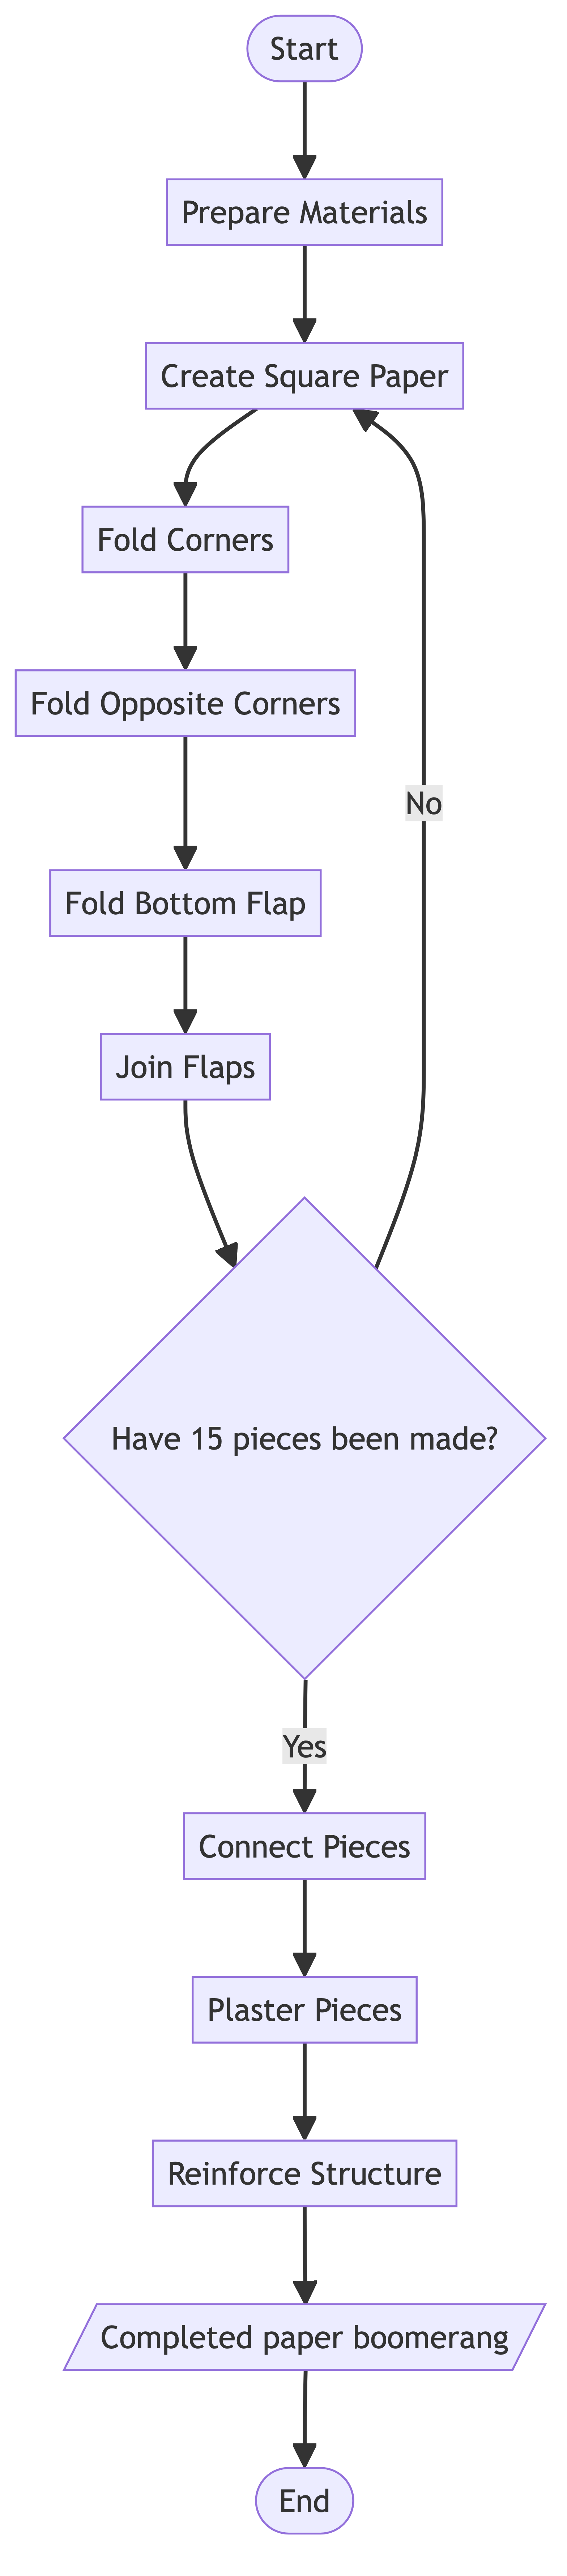 Start
Prepare Materials
Create Square Paper
Fold Corners
Fold Opposite Corners
No
Fold Bottom Flap
Join Flaps
Have 15 pieces been made?
Yes
Connect Pieces
Plaster Pieces
Reinforce Structure
Completed paper boomerang
End